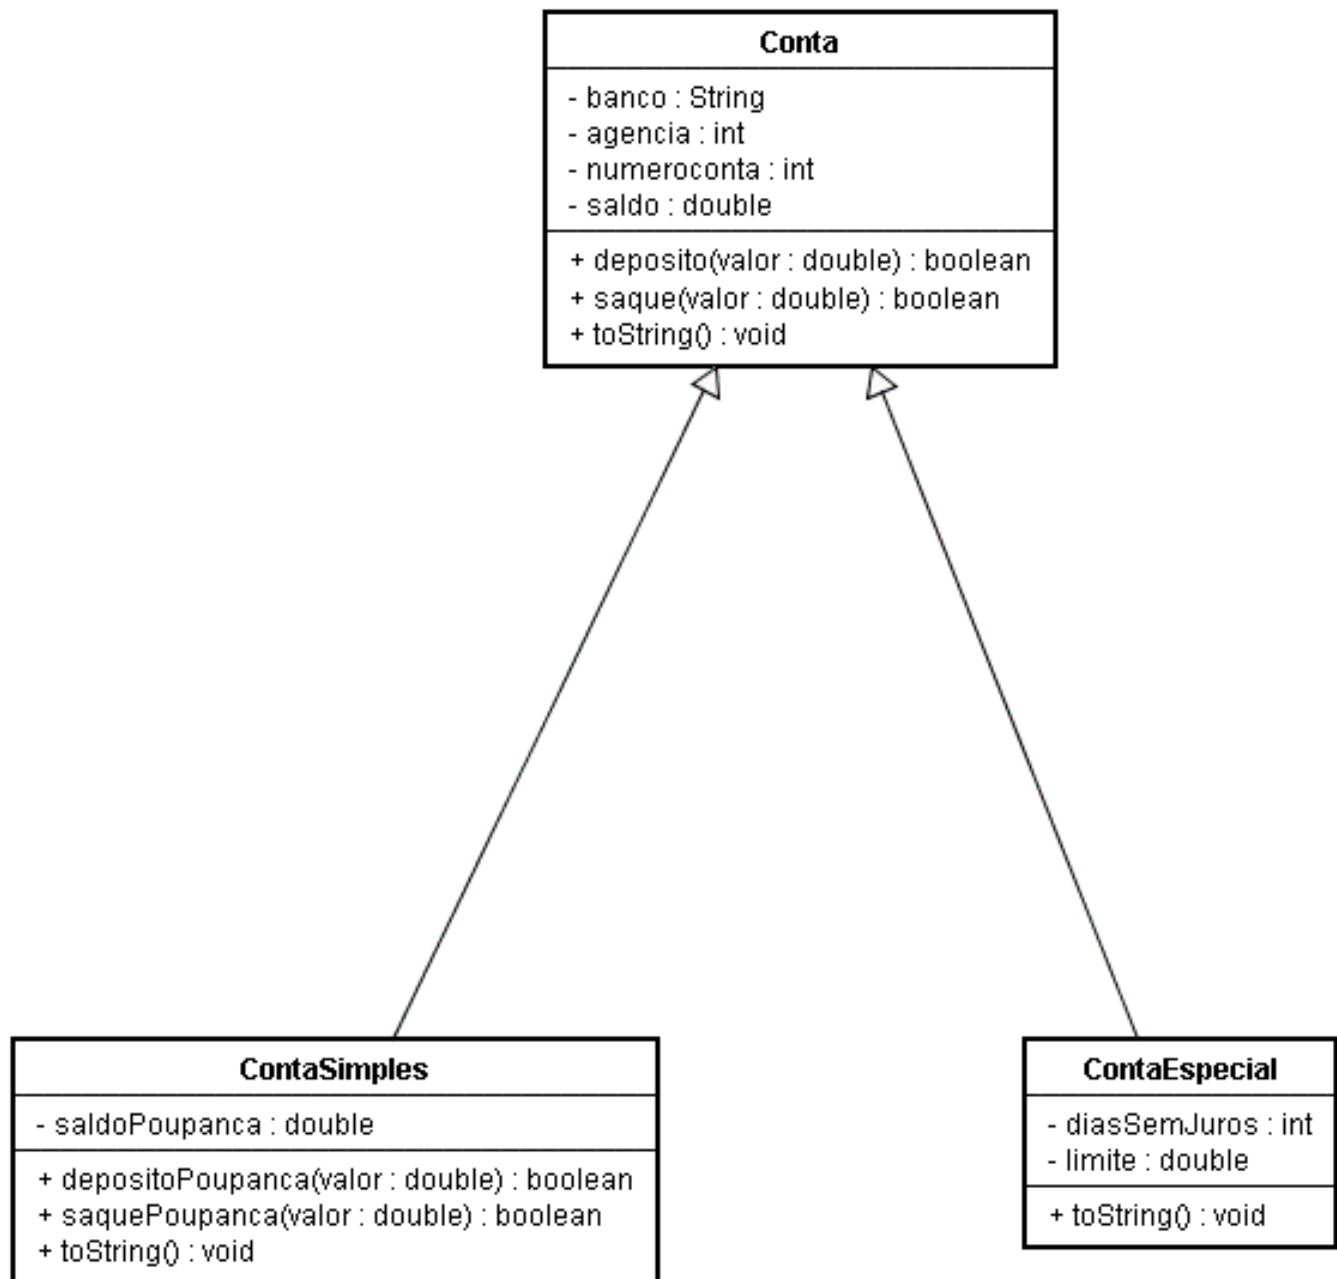 Conta
- banco : String
- agencia : int
- numeroconta : int
- saldo : double
+ deposito(valor : double) : boolean
+ saque(valor : double) : boolean
+ toString() : void
ContaSimples
- saldoPoupanca : double
+ depositoPoupanca(valor : double) : boolean
+ saquePoupanca(valor : double) : boolean
+ toString() : void
ContaEspecial
- diasSemJuros : int
- limite : double
+ toString() : void